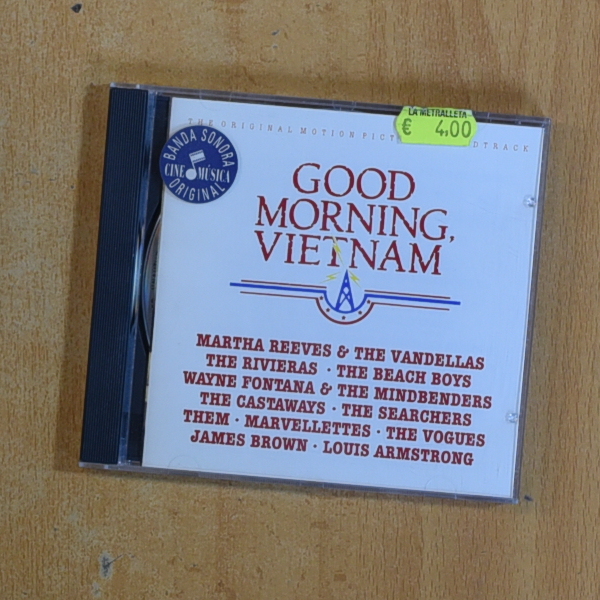 LA METRALLETA
€ 4,00
THE ORIGINAL MOTION PICT DTRACK
BANDA SONORA
CINE MÚSICA
ORIGINAL
GOOD
MORNING,
VIETNAM
MARTHA REEVES & THE VANDELLAS
THE RIVIERAS · THE BEACH BOYS
WAYNE FONTANA & THE MINDBENDERS
THE CASTAWAYS · THE SEARCHERS
THEM · MARVELLETTES · THE VOGUES
JAMES BROWN · LOUIS ARMSTRONG